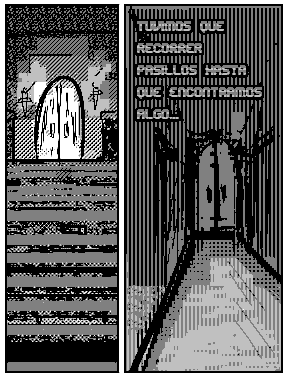 TUVIMOS QUE
RECORRER
PASILLOS HASTA
QUE ENCONTRAMOS
ALGO...